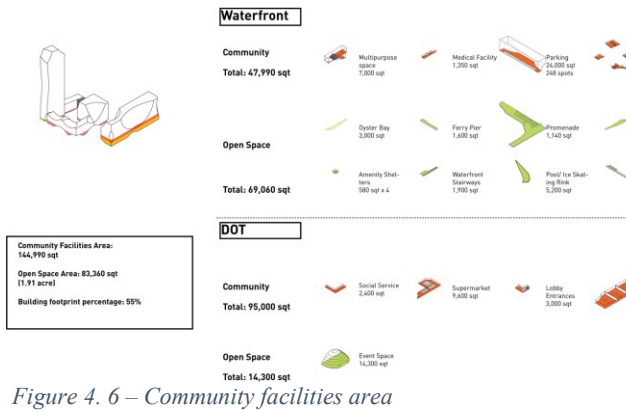 Waterfront
Community
Total: 47,990 sqt
Multipurpose
space
7,000 sqt
Medical Facility
1,350 sqt
Parking
24,000 sqt
248 spots
Open Space
Total: 69,060 sqt
Oyster Bay
3,000 sqt
Ferry Pier
1,600 sqt
Promenade
1,140 sqt
Amenity Shel-
ters
580 sqt x 4
Waterfront
Stairways
1,900 sqt
Pool/ Ice Skat-
ing Rink
5,200 sqt
DOT
Community
Total: 95,000 sqt
Social Service
2,400 sqt
Supermarket
9,600 sqt
Lobby
Entrances
3,000 sqt
Open Space
Total: 14,300 sqt
Event Space
14,300 sqt
Community Facilities Area:
144,990 sqt
Open Space Area: 83,360 sqt
(1.91 acre)
Building footprint percentage: 55%
Figure 4. 6 – Community facilities area